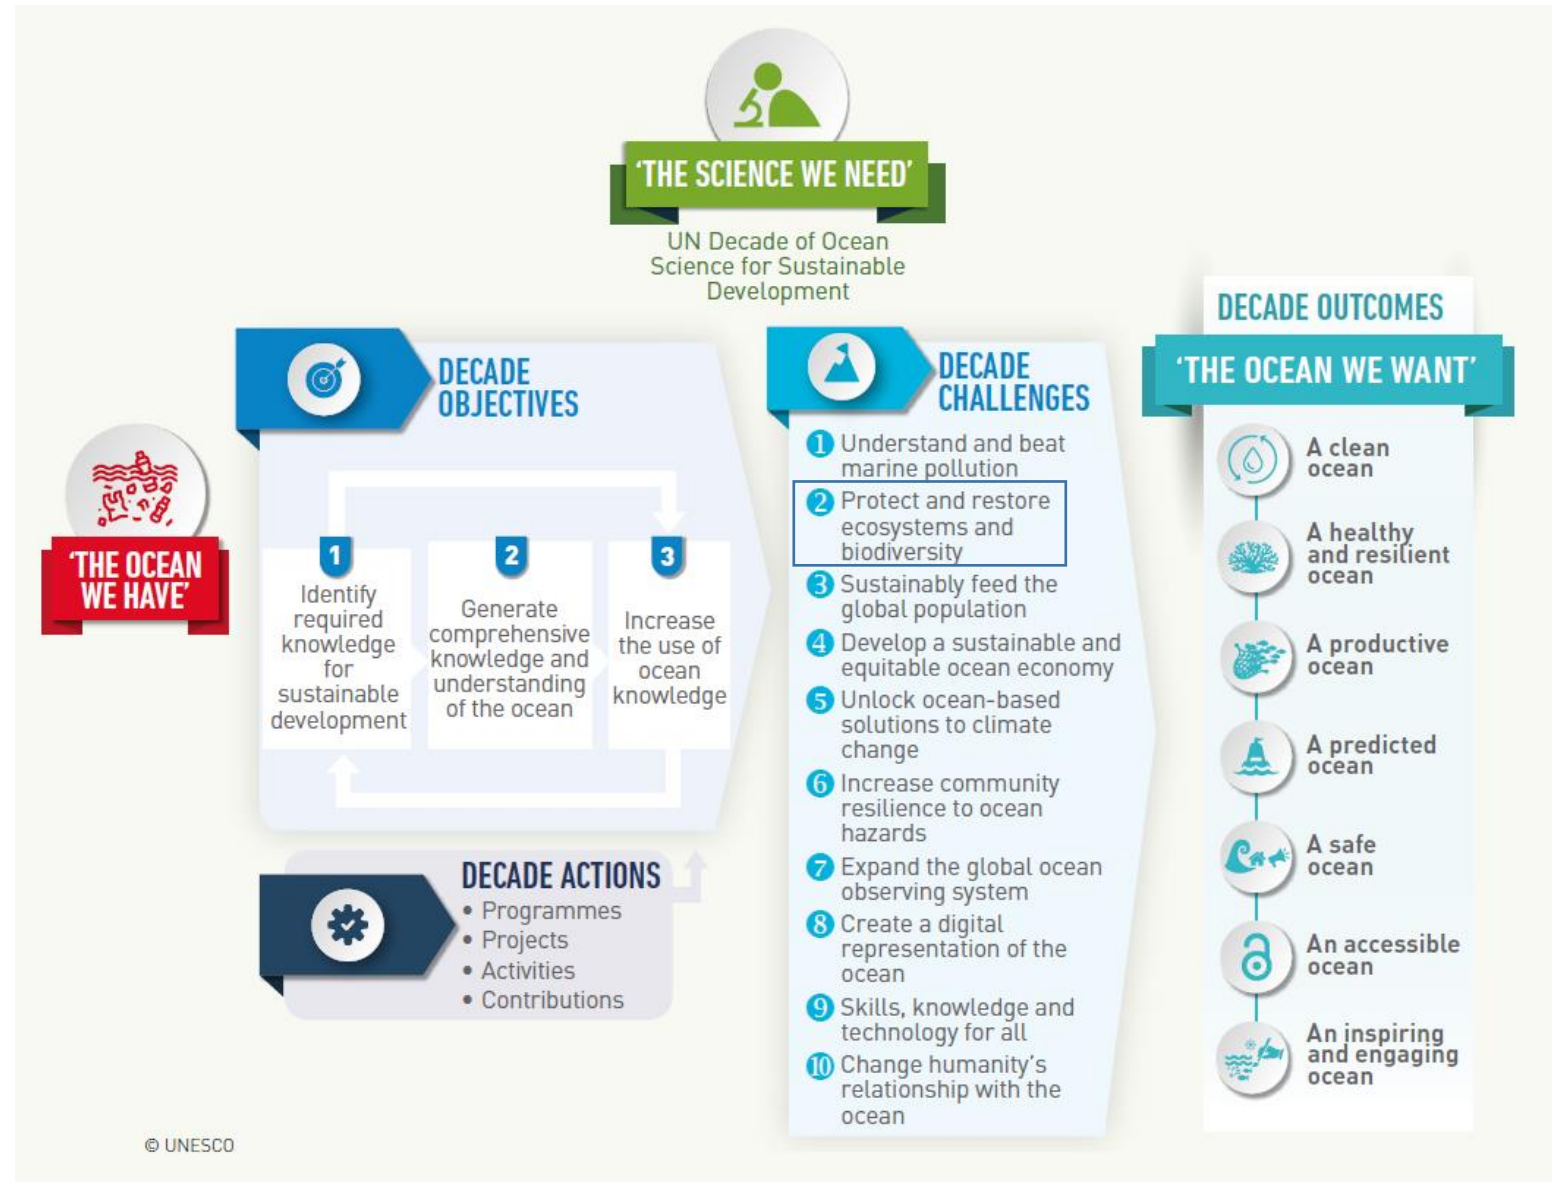 'THE SCIENCE WE NEED'
UN Decade of Ocean
Science for Sustainable
Development
'THE OCEAN
WE HAVE'
DECADE
OBJECTIVES
1
Identify
required
knowledge
for
sustainable
development
2
Generate
comprehensive
knowledge and
understanding
of the ocean
3
Increase
the use of
ocean
knowledge
DECADE ACTIONS
• Programmes
• Projects
• Activities
• Contributions
DECADE
CHALLENGES
1 Understand and beat
marine pollution
2 Protect and restore
ecosystems and
biodiversity
3 Sustainably feed the
global population
4 Develop a sustainable and
equitable ocean economy
5 Unlock ocean-based
solutions to climate
change
6 Increase community
resilience to ocean
hazards
7 Expand the global ocean
observing system
8 Create a digital
representation of the
ocean
9 Skills, knowledge and
technology for all
10 Change humanity's
relationship with the
ocean
DECADE OUTCOMES
'THE OCEAN WE WANT'
A clean
ocean
A healthy
and resilient
ocean
A productive
ocean
A predicted
ocean
A safe
ocean
An accessible
ocean
An inspiring
and engaging
ocean
© UNESCO